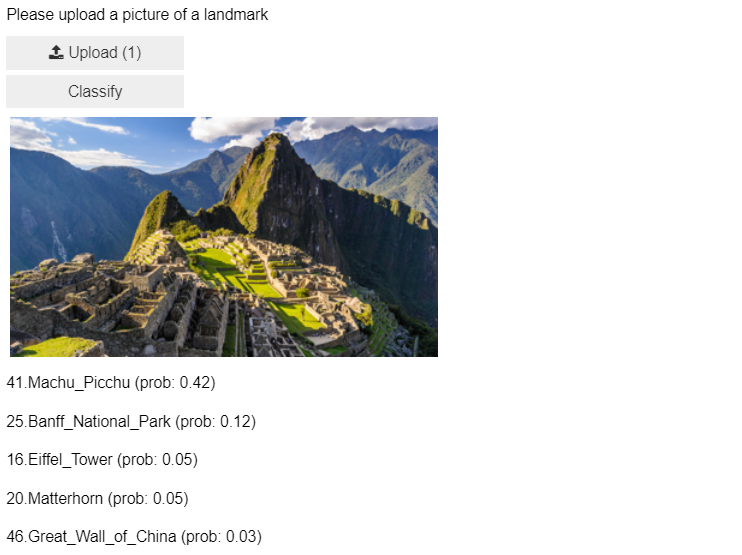 Please upload a picture of a landmark
Upload (1)
Classify
41.Machu_Picchu (prob: 0.42)
25.Banff_National_Park (prob: 0.12)
16.Eiffel_Tower (prob: 0.05)
20.Matterhorn (prob: 0.05)
46.Great_Wall_of_China (prob: 0.03)